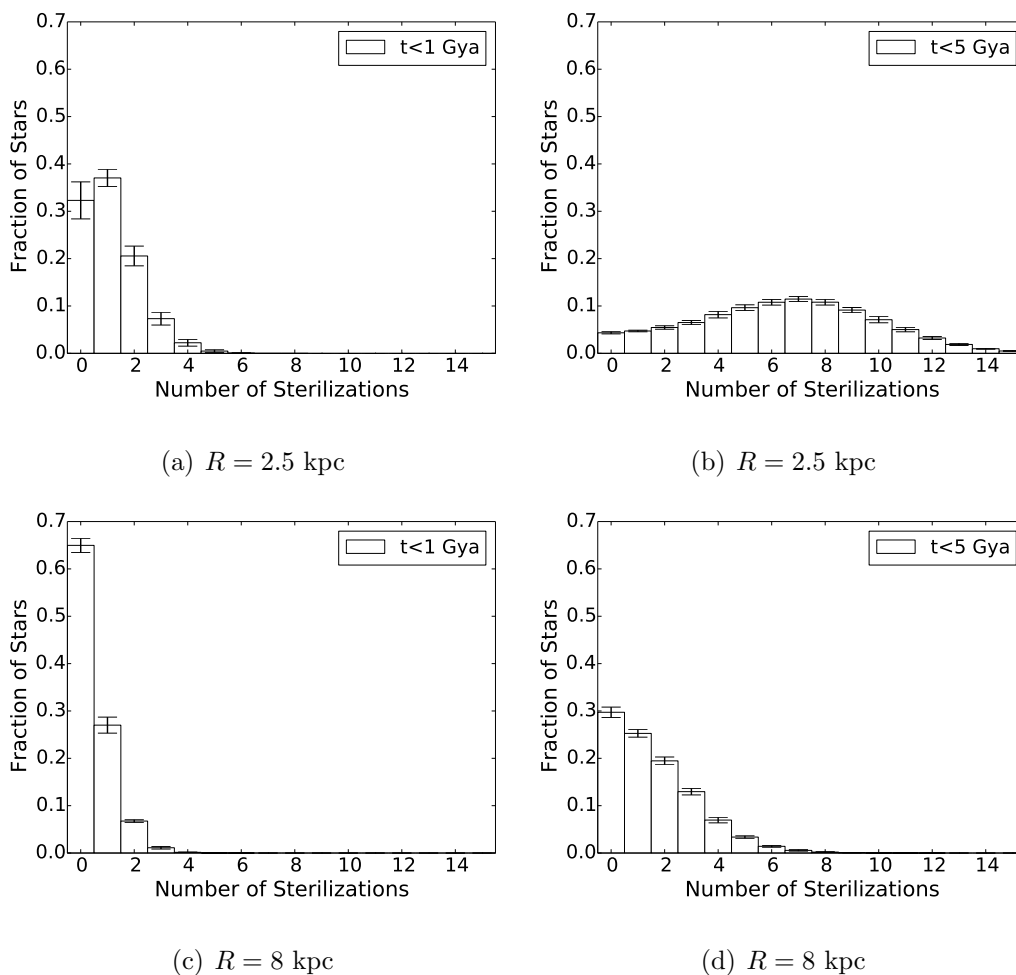 0.7
0.6
0.5
0.4
0.3
0.2
0.1
0.0
Fraction of Stars
t<1 Gya
0 2 4 6 8 10 12 14
Number of Sterilizations
(a) R = 2.5 kpc
0.7
0.6
0.5
0.4
0.3
0.2
0.1
0.0
Fraction of Stars
t<5 Gya
0 2 4 6 8 10 12 14
Number of Sterilizations
(b) R = 2.5 kpc
0.7
0.6
0.5
0.4
0.3
0.2
0.1
0.0
Fraction of Stars
t<1 Gya
0 2 4 6 8 10 12 14
Number of Sterilizations
(c) R = 8 kpc
0.7
0.6
0.5
0.4
0.3
0.2
0.1
0.0
Fraction of Stars
t<5 Gya
0 2 4 6 8 10 12 14
Number of Sterilizations
(d) R = 8 kpc